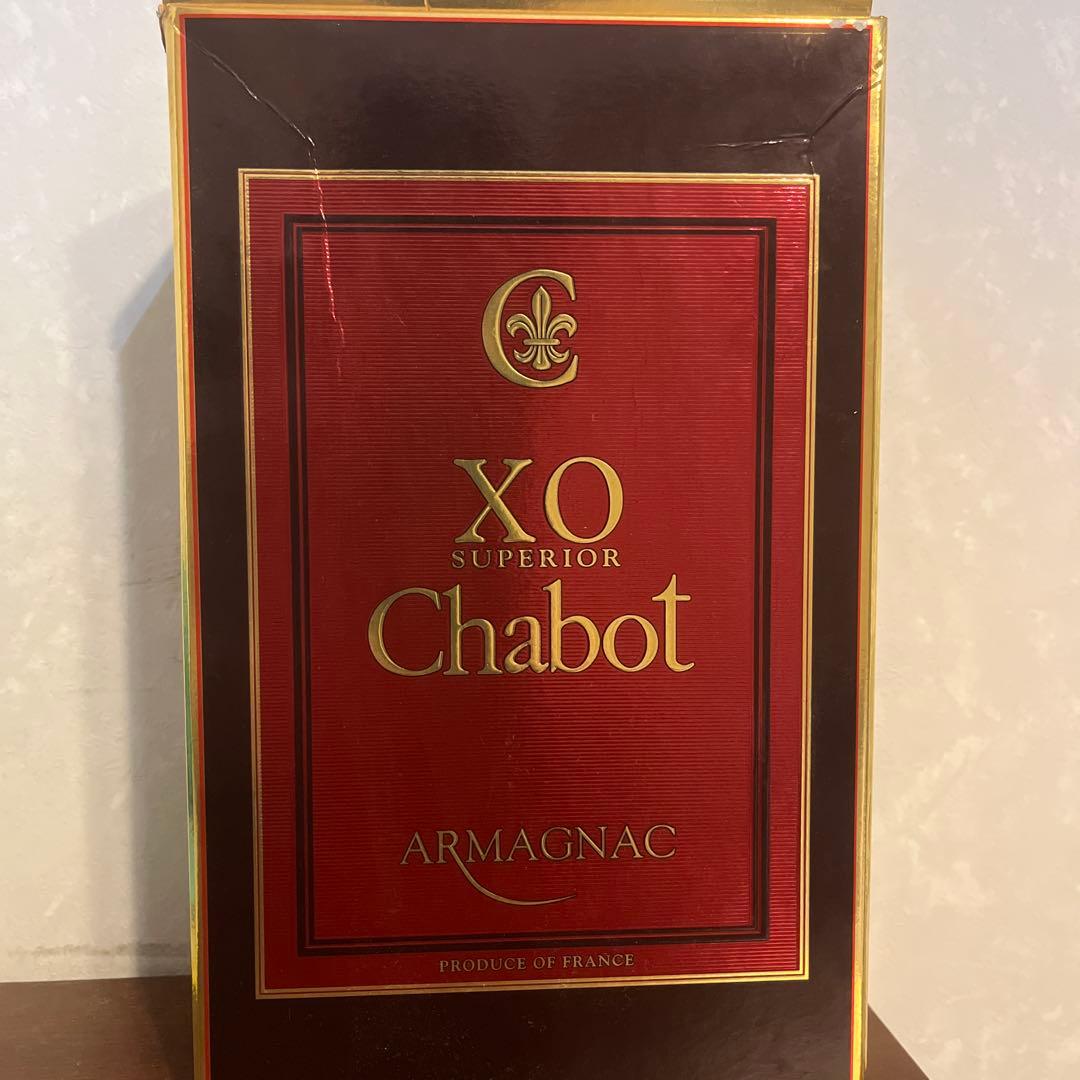 C
XO
SUPERIOR
Chabot
ARMAGNAC
PRODUCE OF FRANCE